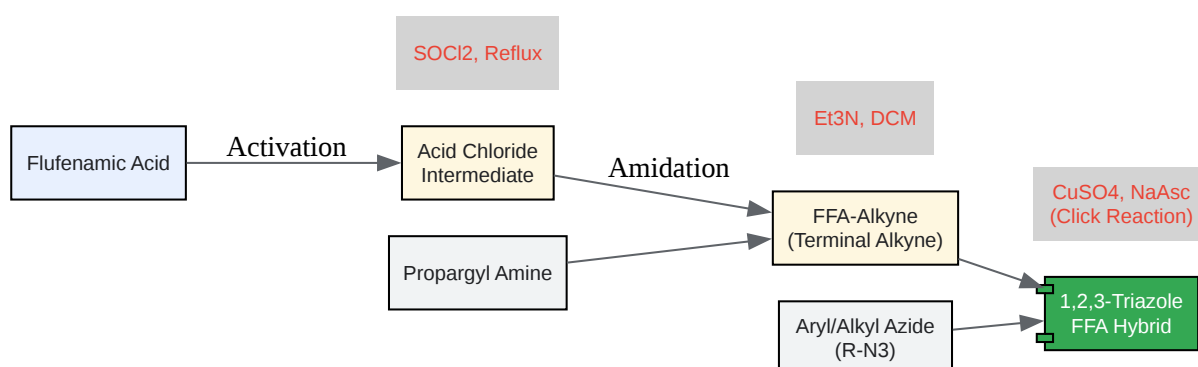 SOCl2, Reflux
Flufenamic Acid
Activation
Acid Chloride
Intermediate
Amidation
Et3N, DCM
Propargyl Amine
FFA-Alkyne
(Terminal Alkyne)
CuSO4, NaAsc
(Click Reaction)
Aryl/Alkyl Azide
(R-N3)
1,2,3-Triazole
FFA Hybrid